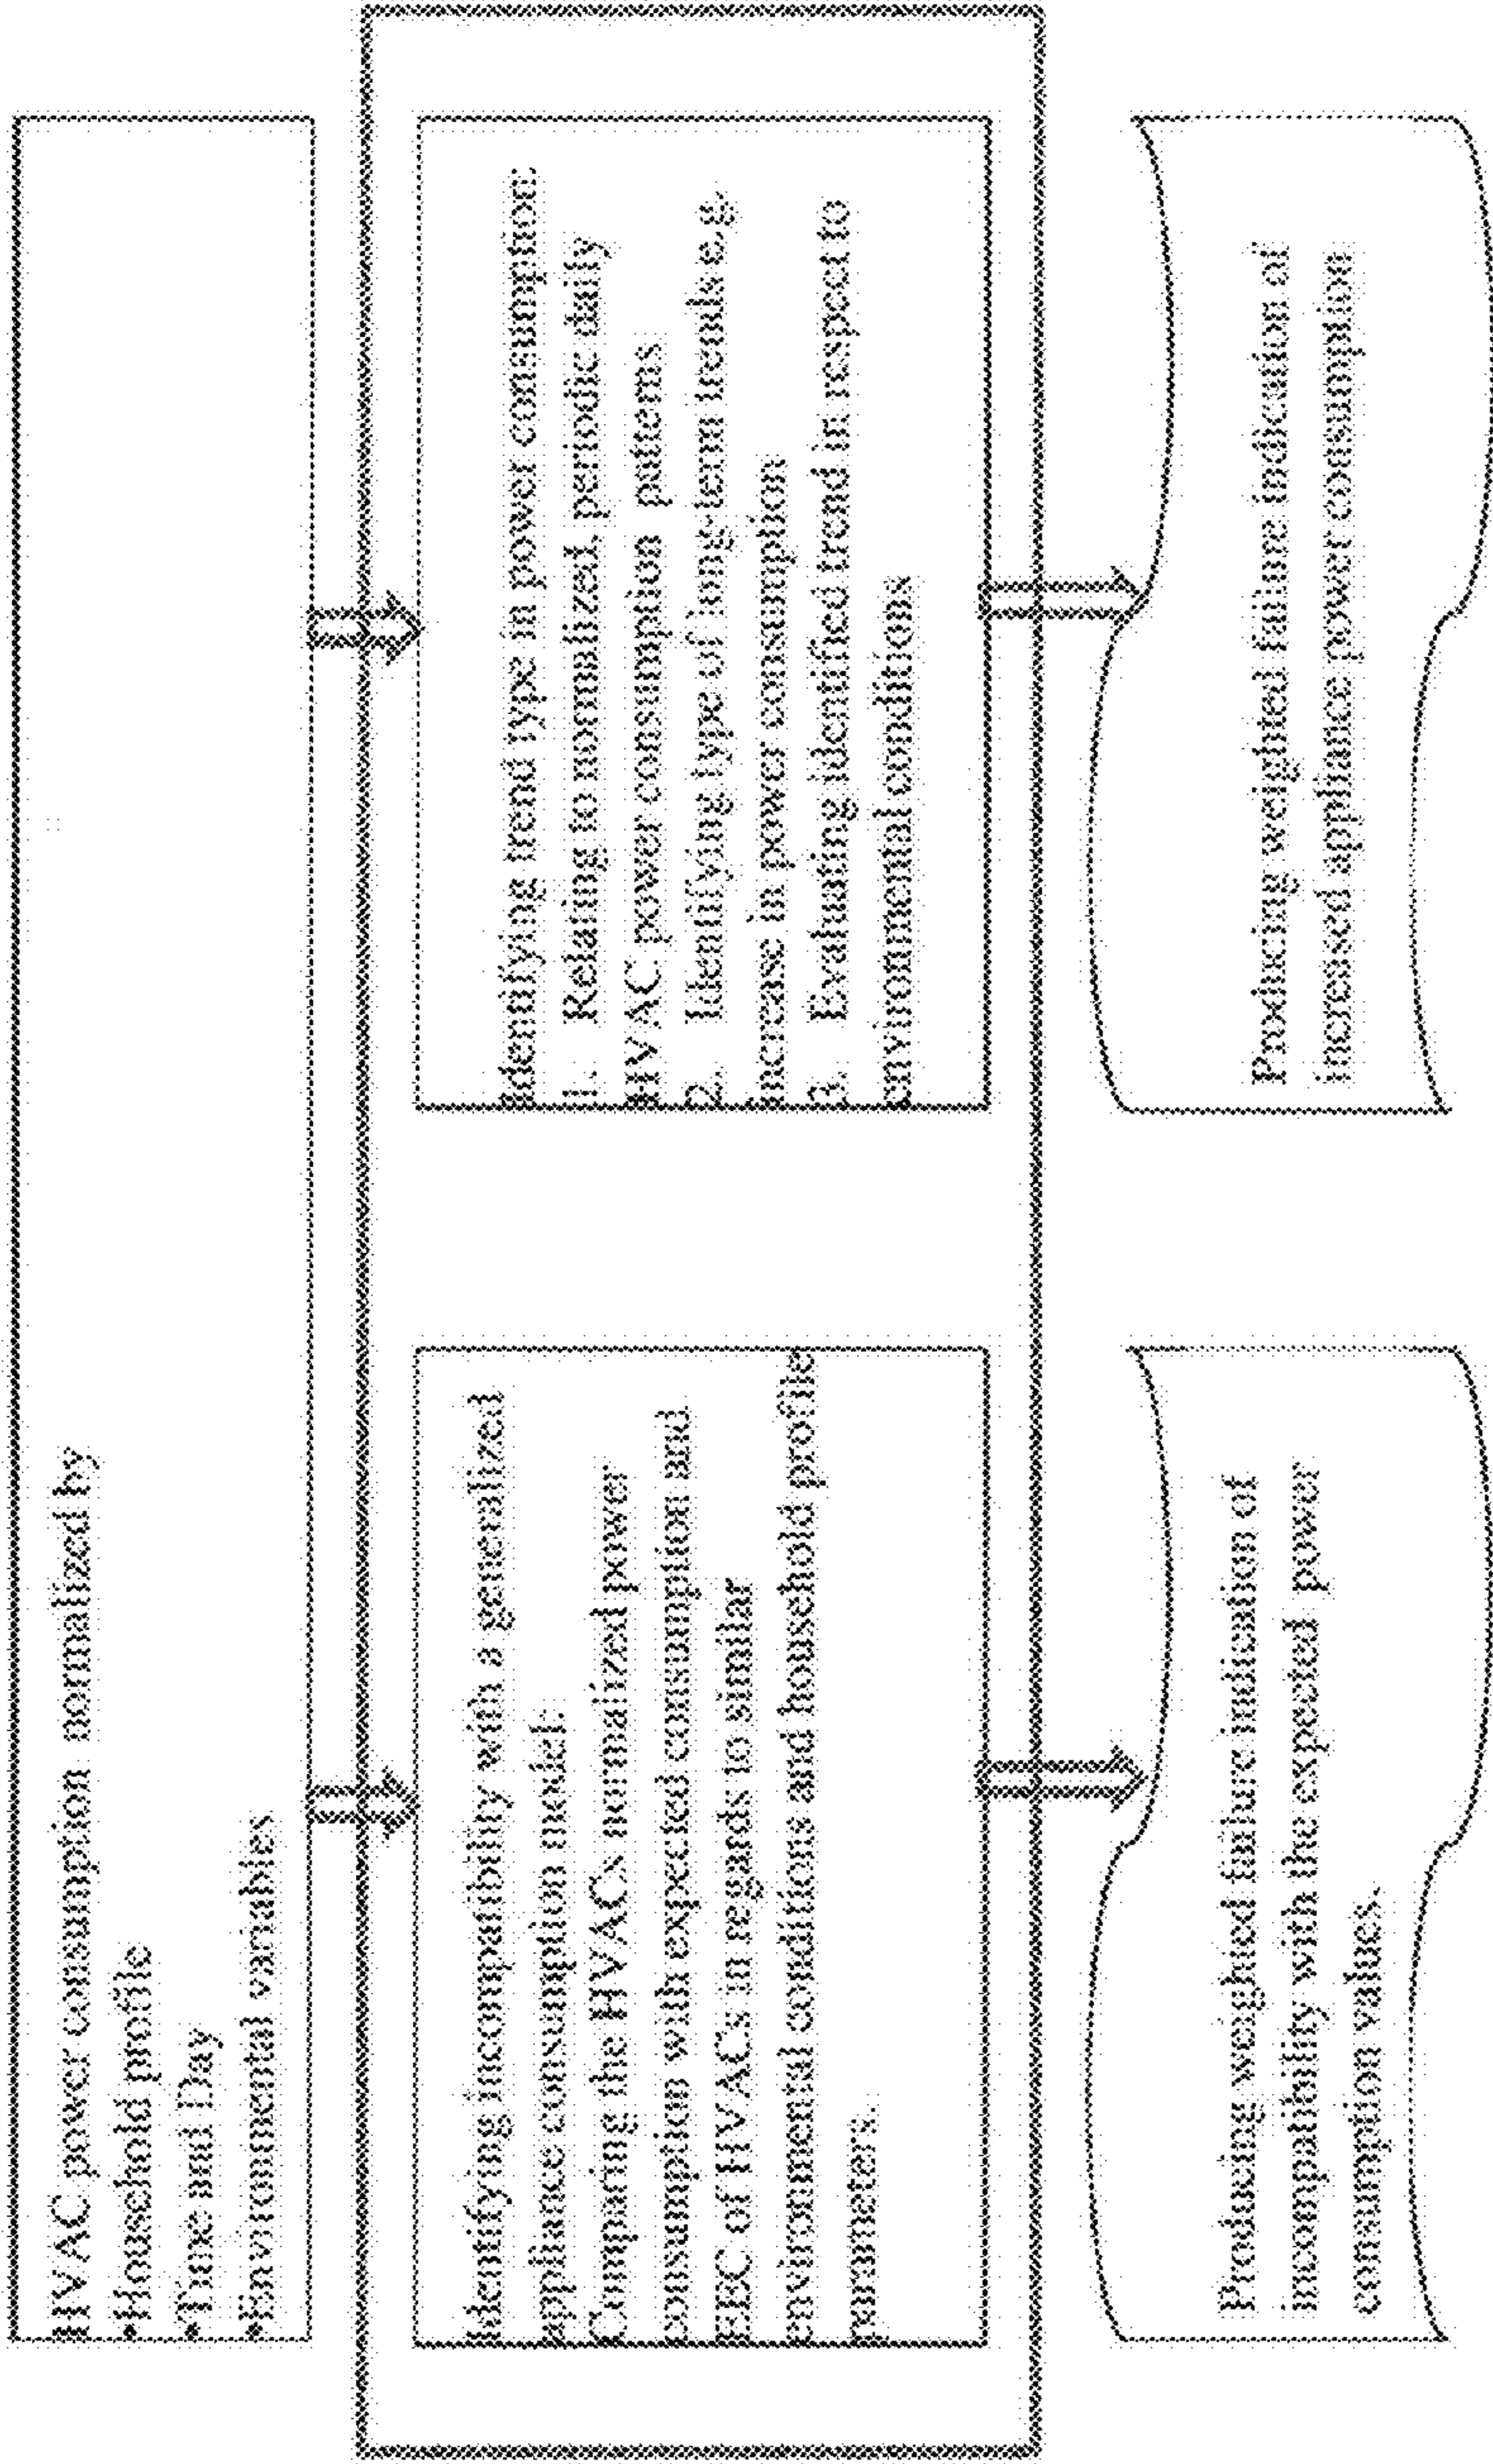 HVAC power consumption normalized by
•Household profile
•Time and Day
•Environmental variables
Identifying incompatibility with a generalized
appliance consumption model:
Comparing the HVACs normalized power
consumption with expected consumption and
EEC of HVACs in regards to similar
environmental conditions and household profile
parameters.
Identifying trend type in power consumption:
1. Relating to normalized, periodic daily
HVAC power consumption patterns
2. Identifying type of long-term trends e.g.
increase in power consumption
3. Evaluating identified trend in respect to
environmental conditions
Producing weighted failure indication of
incompatibility with the expected power
consumption values.
Producing weighted failure indication of
increased appliance power consumption